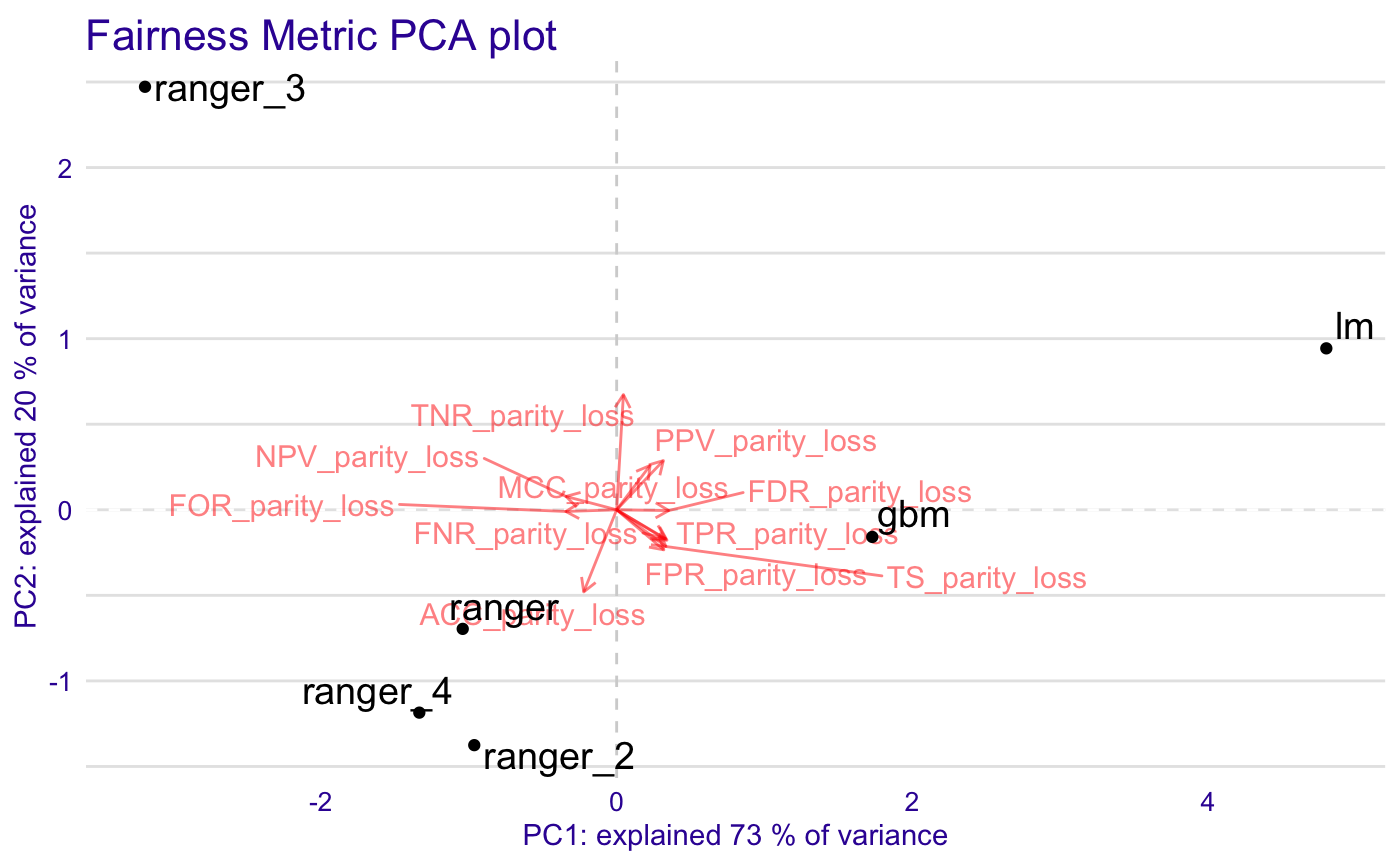 Fairness Metric PCA plot
ranger_3
2
lm
1
TNR_parity_loss
PPV_parity_loss
NPV_parity_loss
MCC_parity_loss
FDR_parity_loss
FOR_parity_loss
0
gbm
FNR_parity_loss
TPR_parity_loss
FPR_parity_loss
TS_parity_loss
ranger
ACC_parity_loss
-1
ranger_4
ranger_2
-2
0
2
4
PC1: explained 73 % of variance
PC2: explained 20 % of variance